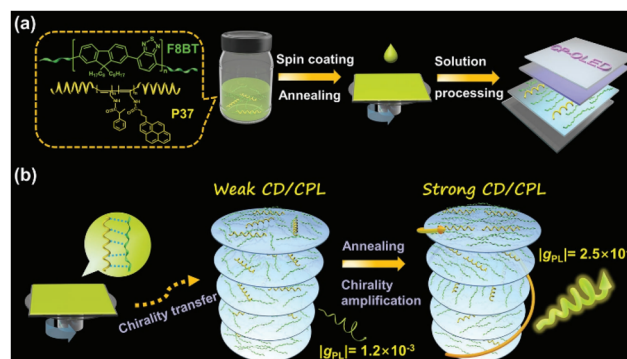 (a)
F8BT
N S N
n
H₁₇C₈ C₈H₁₇
P37
Spin coating
Annealing
Solution
processing
CP-OLED
(b)
Weak CD/CPL
Strong CD/CPL
Chirality transfer
Annealing
Chirality
amplification
|gPL|= 1.2×10⁻³
|gPL|= 2.5×10